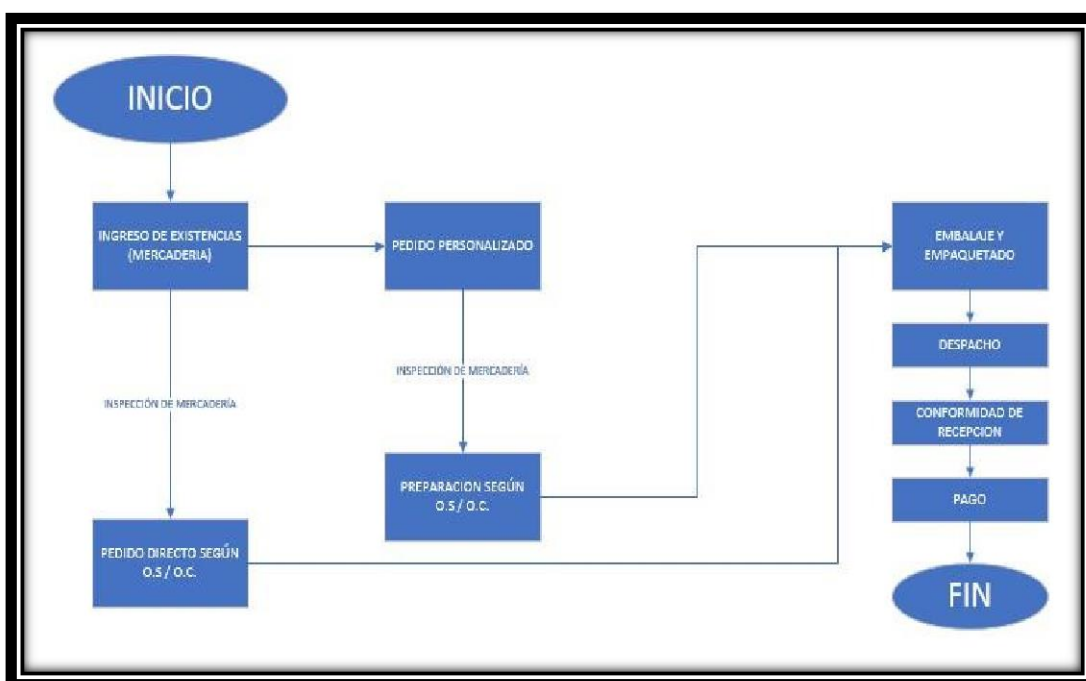 INICIO
INGRESO DE EXISTENCIAS
(MERCADERIA)
PEDIDO PERSONALIZADO
EMBALAJE Y
EMPAQUETADO
DESPACHO
INSPECCIÓN DE MERCADERÍA
INSPECCIÓN DE MERCADERÍA
CONFORMIDAD DE
RECEPCION
PREPARACION SEGÚN
O.S / O.C.
PAGO
PEDIDO DIRECTO SEGÚN
O.S / O.C.
FIN